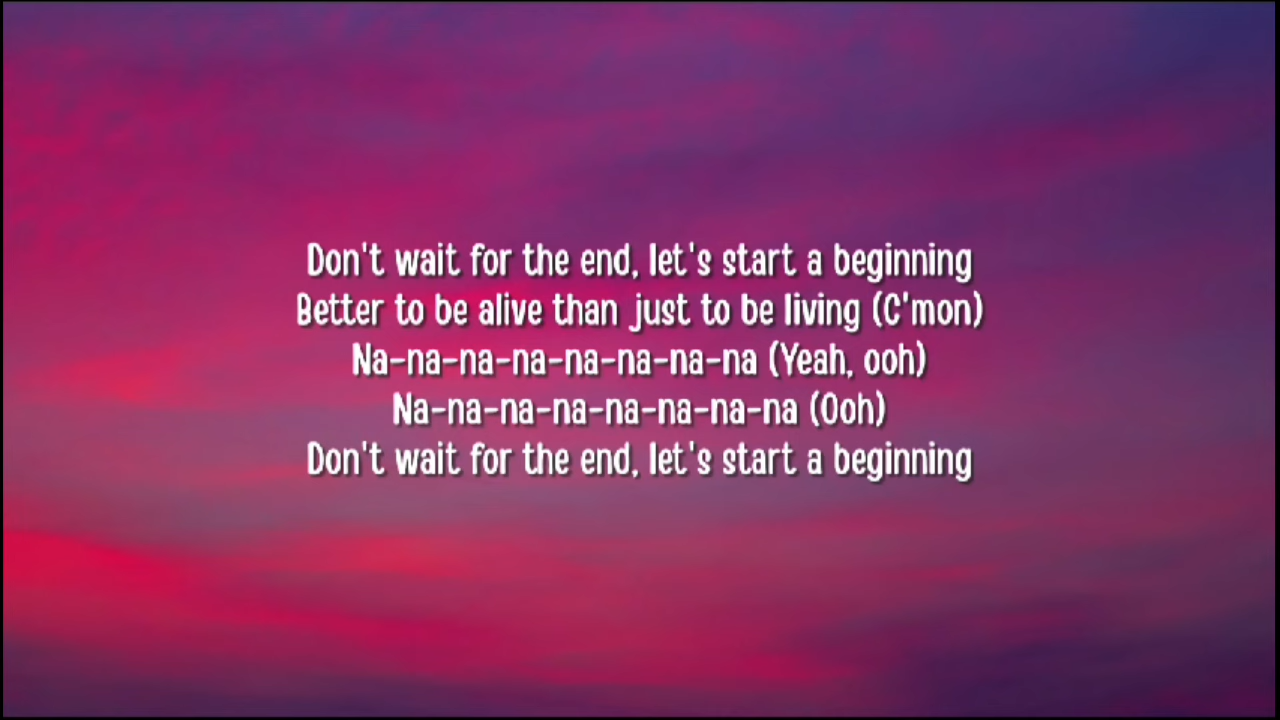 Don't wait for the end, let's start a beginning
Better to be alive than just to be living (C'mon)
Na-na-na-na-na-na-na-na (Yeah, ooh)
Na-na-na-na-na-na-na-na (Ooh)
Don't wait for the end, let's start a beginning